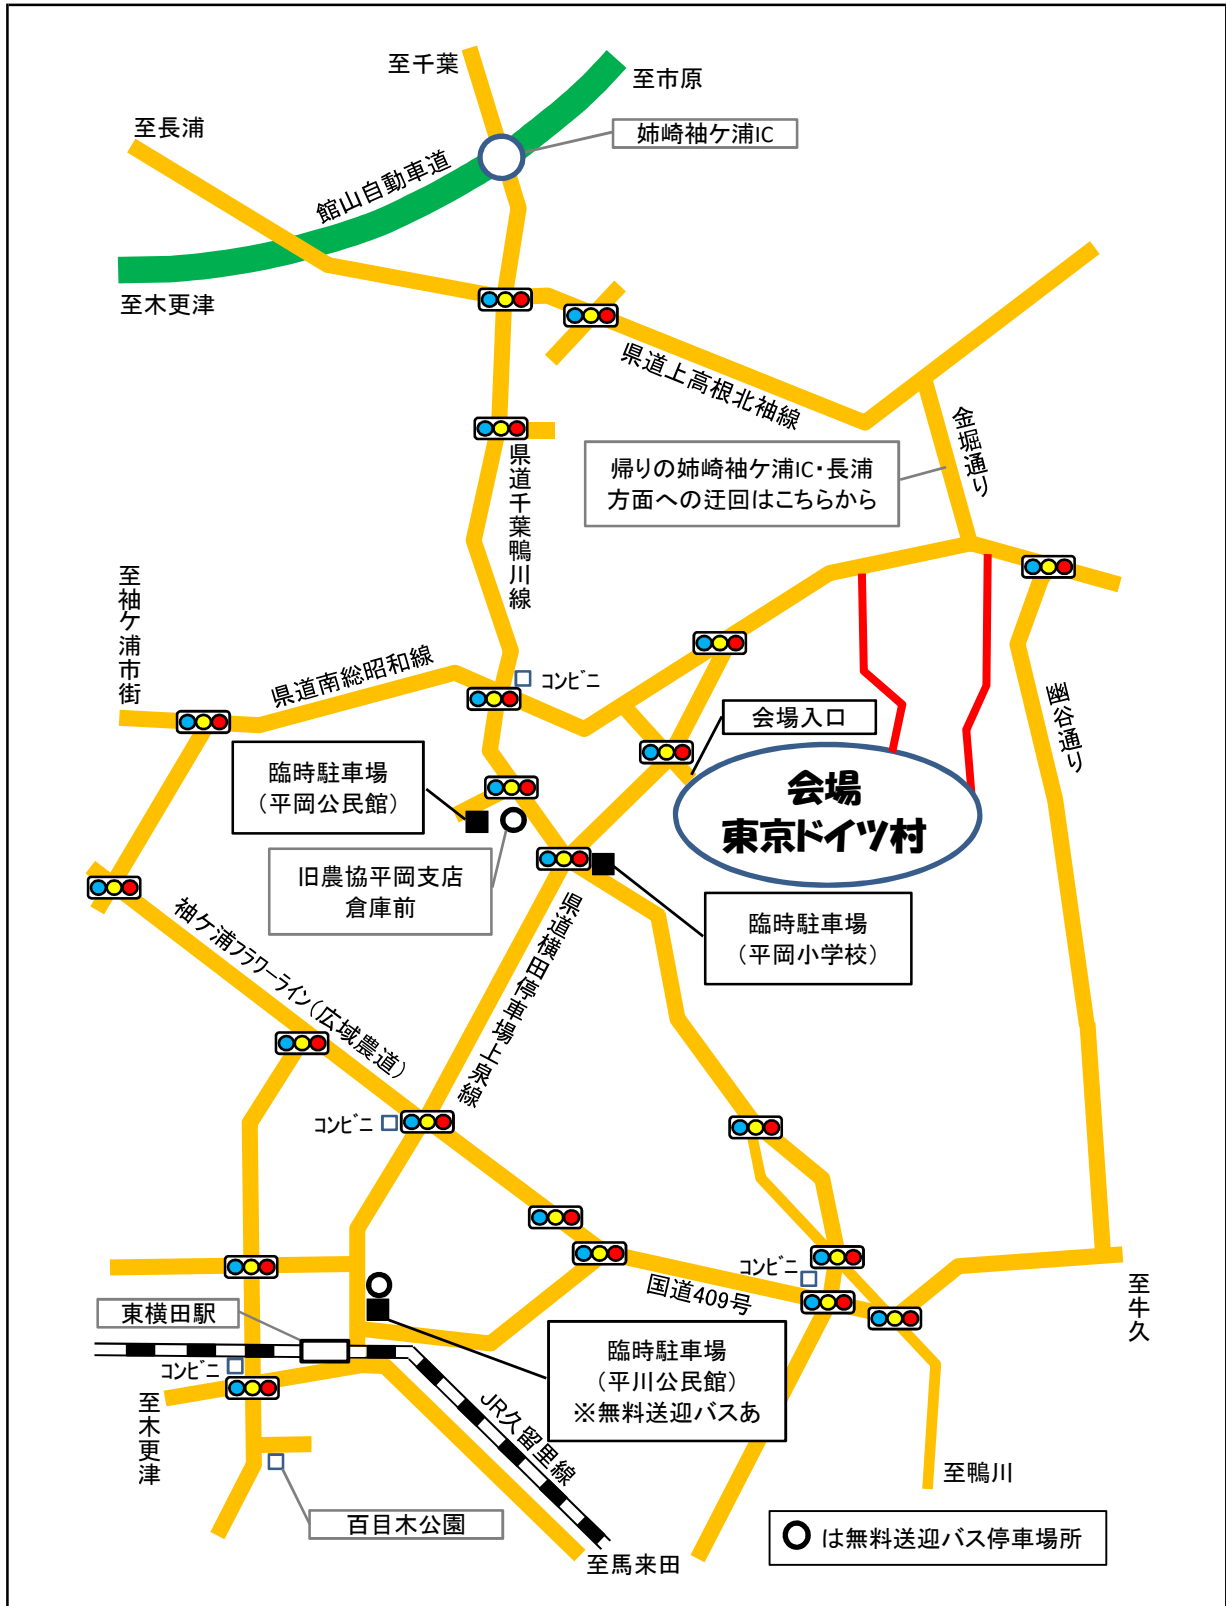 至千葉
至市原
姉崎袖ケ浦IC
至長浦
館山自動車道
至木更津
県道上高根北袖線
金堀通り
帰りの姉崎袖ケ浦IC・長浦
方面への迂回はこちらから
県道千葉鴨川線
至袖ケ浦市街
県道南総昭和線
コンビニ
会場入口
幽谷通り
臨時駐車場
（平岡公民館）
会場
東京ドイツ村
旧農協平岡支店
倉庫前
臨時駐車場
（平岡小学校）
県道横田停車場上泉線
袖ケ浦フラワーライン（広域農道）
コンビニ
コンビニ
国道409号
至牛久
東横田駅
臨時駐車場
（平川公民館）
※無料送迎バスあ
コンビニ
至木更津
JR久留里線
至鴨川
百目木公園
は無料送迎バス停車場所
至馬来田